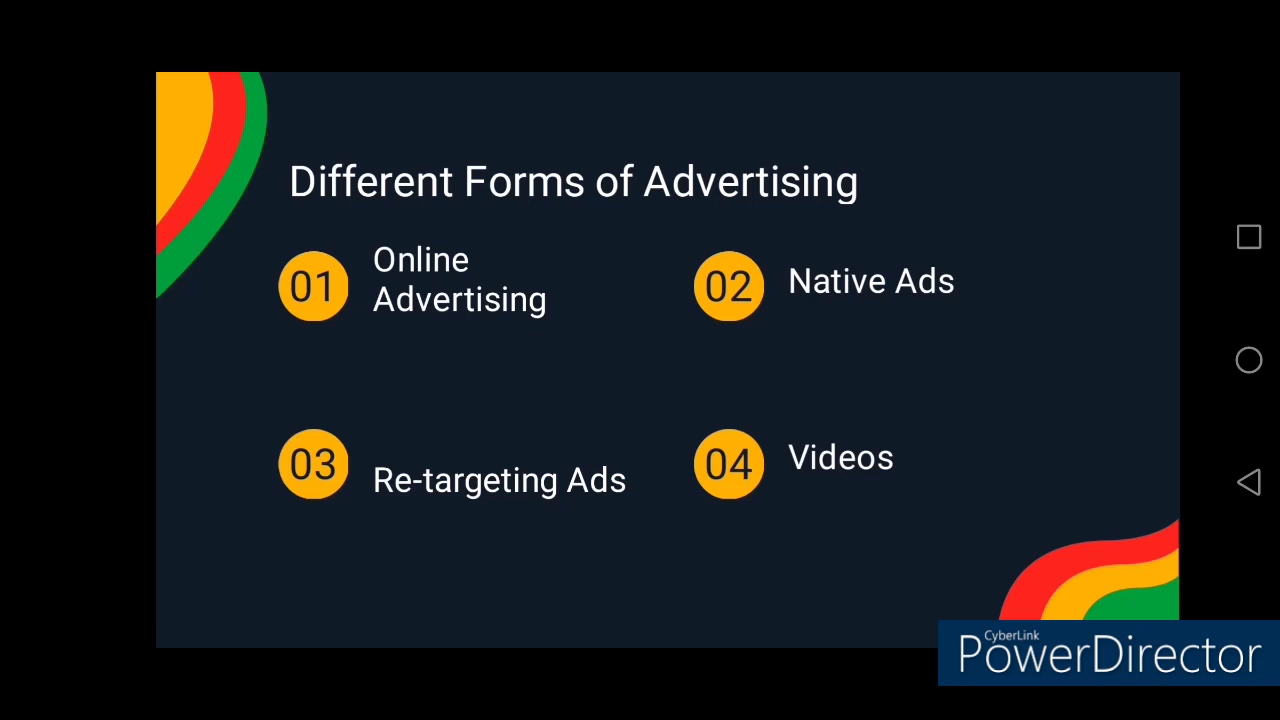 Different Forms of Advertising
01
Online
Advertising
02
Native Ads
03
Re-targeting Ads
04
Videos
CyberLink
PowerDirector